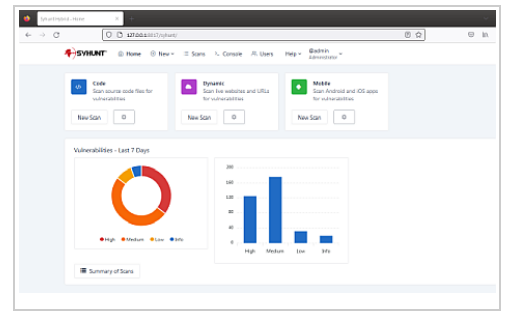 Syhunt Hybrid - Home
127.0.0.1:8017/syhunt/
SYHUNT Home New Scans Console Users Help @admin
Administrator
Code
Scan source code files for
vulnerabilities
New Scan
Dynamic
Scan live websites and URLs
for vulnerabilities
New Scan
Mobile
Scan Android and iOS apps
for vulnerabilities
New Scan
Vulnerabilities - Last 7 Days
High Medium Low Info
200
160
120
80
40
0
High Medium Low Info
Summary of Scans